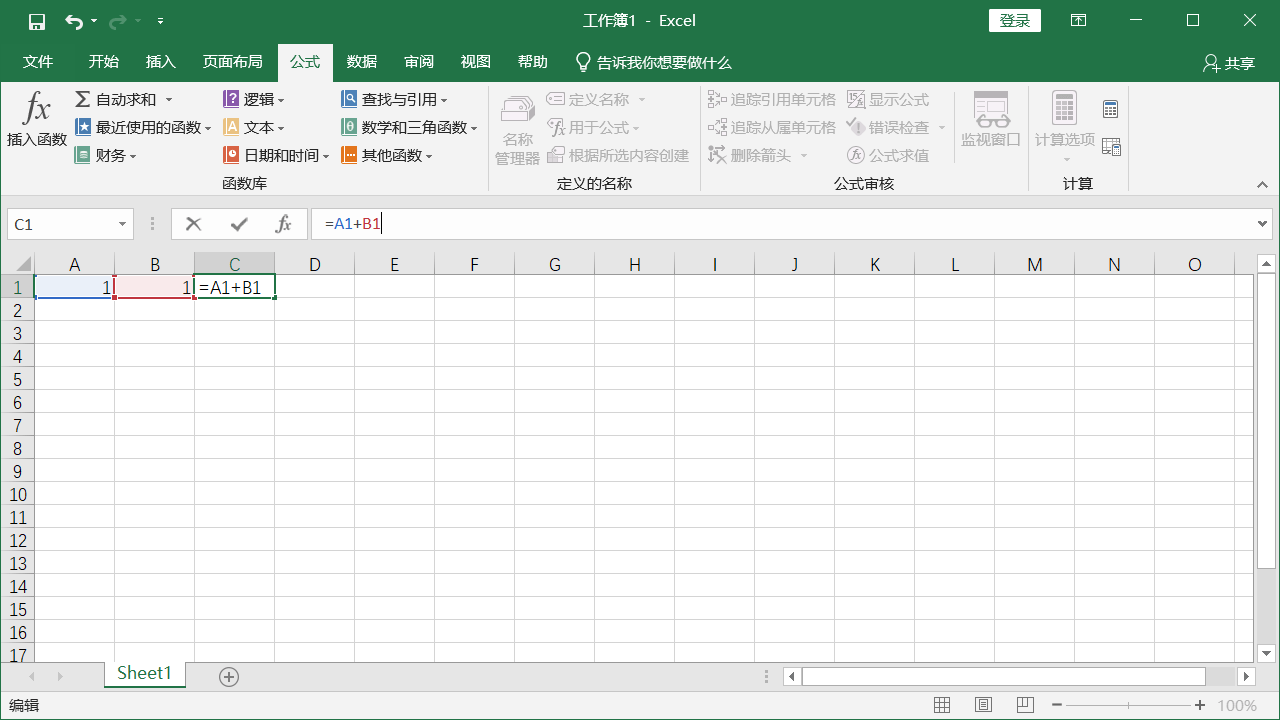 工作簿1 - Excel
登录
文件 开始 插入 页面布局 公式 数据 审阅 视图 帮助 告诉我你想要做什么 共享
fx 插入函数
自动求和
最近使用的函数
财务
逻辑
文本
日期和时间
查找与引用
数学和三角函数
其他函数
函数库
名称
管理器
定义名称
用于公式
根据所选内容创建
定义的名称
追踪引用单元格
追踪从属单元格
删除箭头
显示公式
错误检查
公式求值
公式审核
监视窗口
计算选项
计算
C1 fx =A1+B1
A B C D E F G H I J K L M N O
1 1 1 =A1+B1
2
3
4
5
6
7
8
9
10
11
12
13
14
15
16
17
Sheet1
编辑 100%